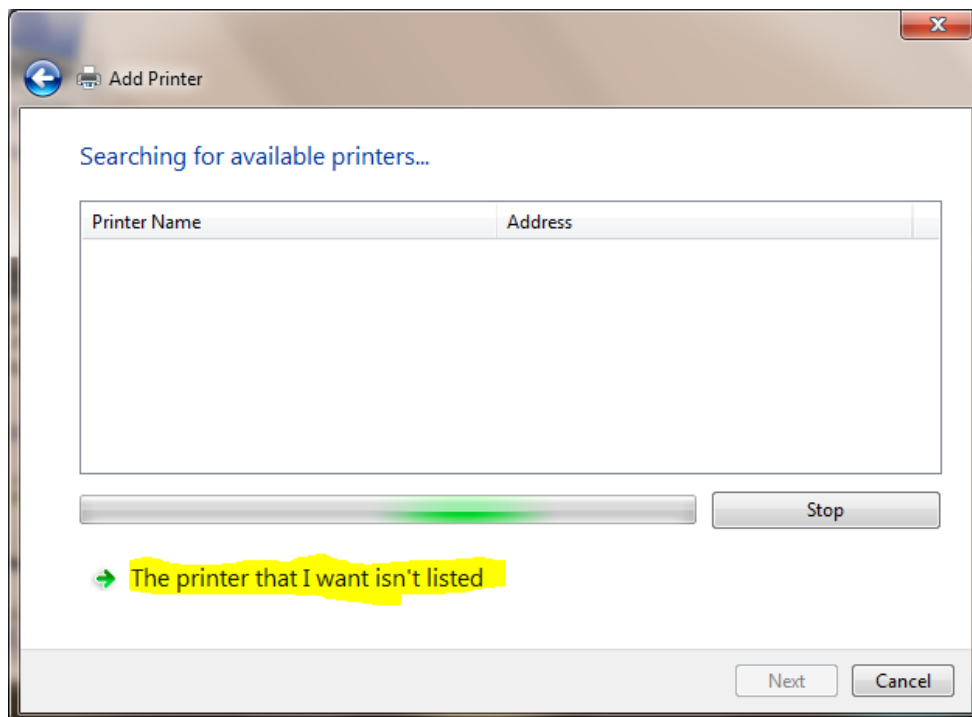 Add Printer
Searching for available printers...
Printer Name Address
Stop
The printer that I want isn't listed
Next Cancel